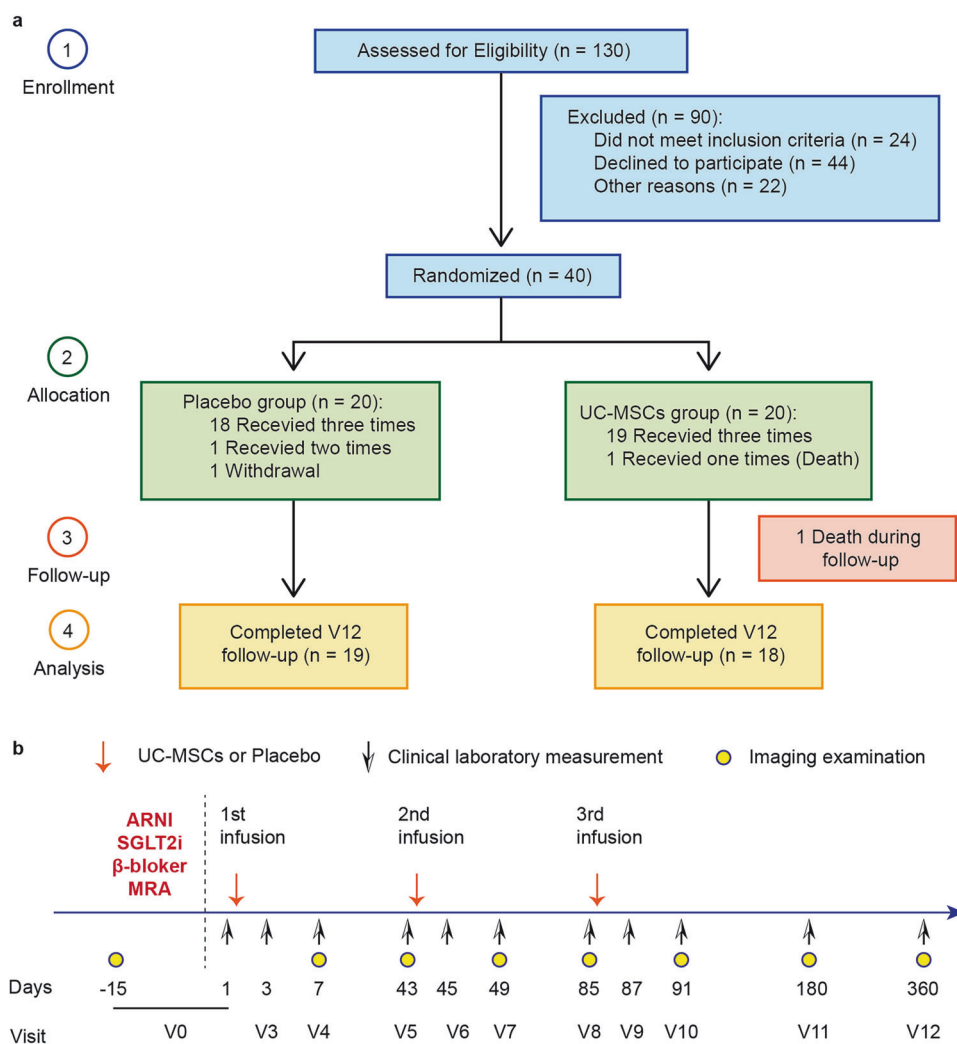 a
1
Enrollment
Assessed for Eligibility (n = 130)
Excluded (n = 90):
Did not meet inclusion criteria (n = 24)
Declined to participate (n = 44)
Other reasons (n = 22)
Randomized (n = 40)
2
Allocation
Placebo group (n = 20):
18 Recevied three times
1 Recevied two times
1 Withdrawal
UC-MSCs group (n = 20):
19 Recevied three times
1 Recevied one times (Death)
3
Follow-up
1 Death during
follow-up
4
Analysis
Completed V12
follow-up (n = 19)
Completed V12
follow-up (n = 18)
b
UC-MSCs or Placebo
Clinical laboratory measurement
Imaging examination
ARNI
SGLT2i
β-bloker
MRA
1st
infusion
2nd
infusion
3rd
infusion
Days -15 1 3 7 43 45 49 85 87 91 180 360
Visit V0 V3 V4 V5 V6 V7 V8 V9 V10 V11 V12